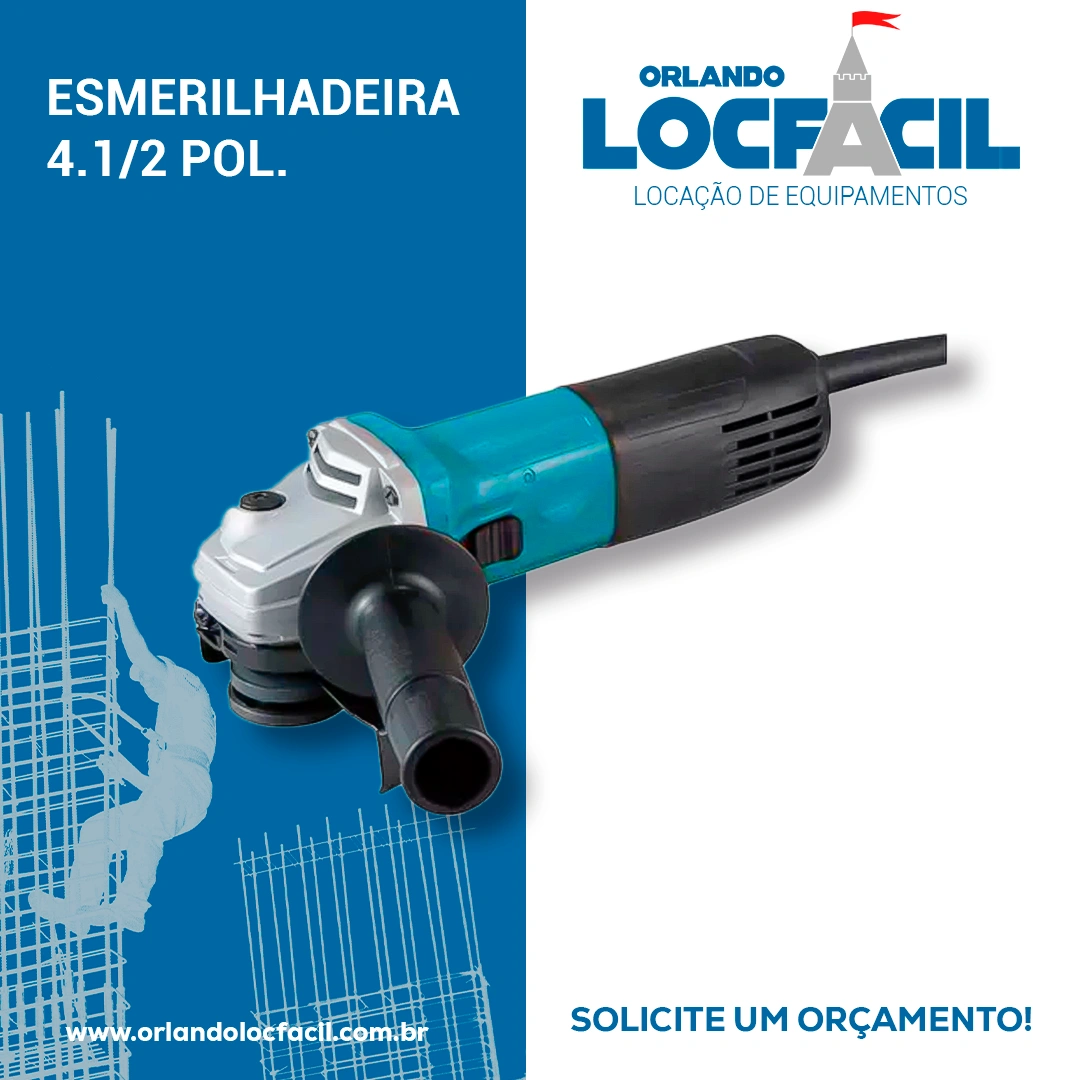 ESMERILHADEIRA
4.1/2 POL.
ORLANDO
LOCFACIL
LOCAÇÃO DE EQUIPAMENTOS
www.orlandolocfacil.com.br
SOLICITE UM ORÇAMENTO!